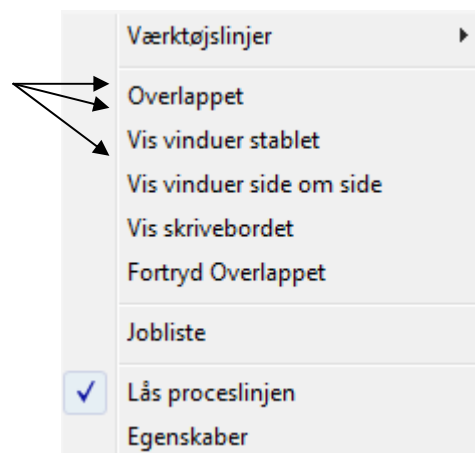 Værktøjslinjer
Overlappet
Vis vinduer stablet
Vis vinduer side om side
Vis skrivebordet
Fortryd Overlappet
Jobliste
Lås proceslinjen
Egenskaber